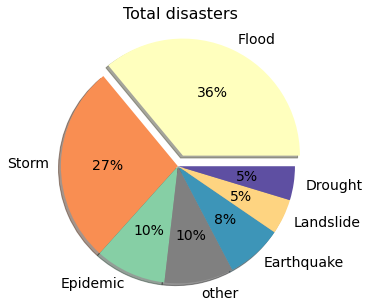 Total disasters
Flood
36%
Storm
27%
Epidemic
10%
other
10%
Earthquake
8%
Landslide
5%
Drought
5%